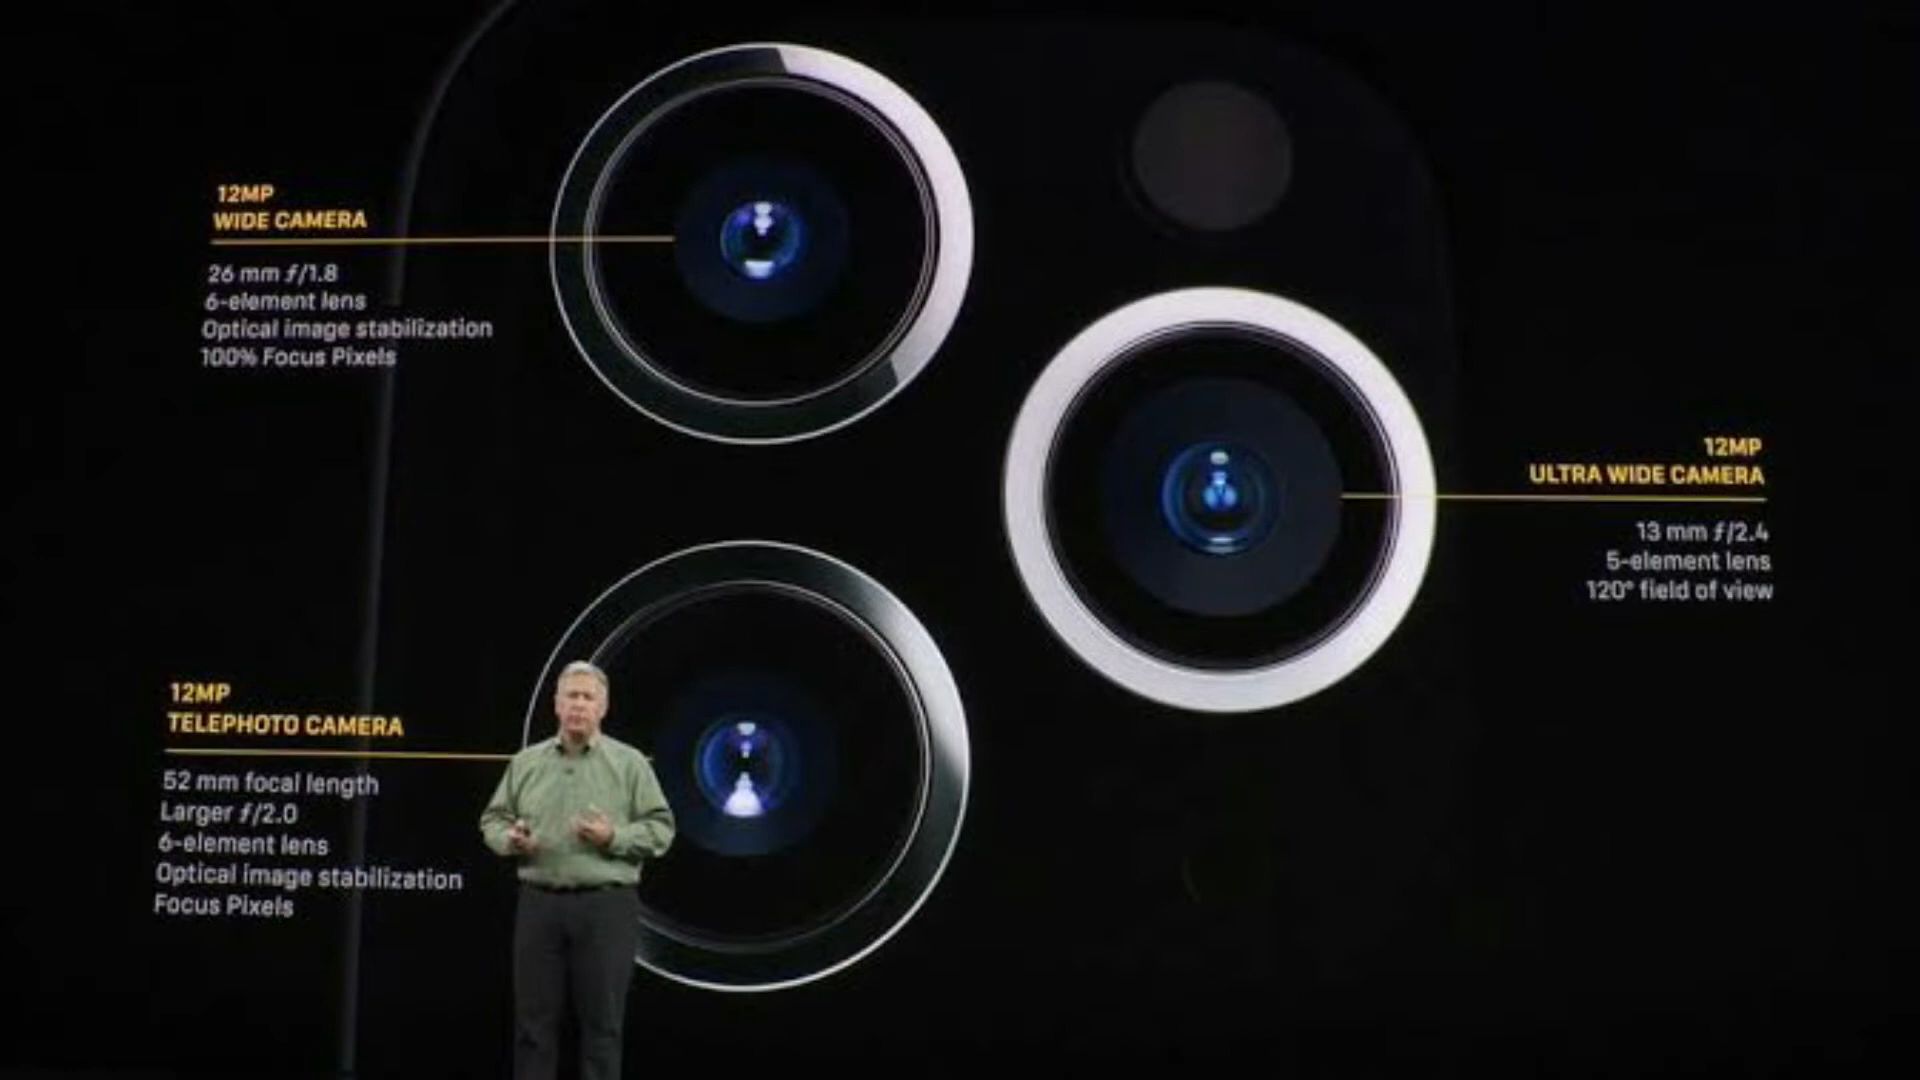 12MP
WIDE CAMERA
26 mm ƒ/1.8
6-element lens
Optical image stabilization
100% Focus Pixels
12MP
ULTRA WIDE CAMERA
13 mm ƒ/2.4
5-element lens
120° field of view
12MP
TELEPHOTO CAMERA
52 mm focal length
Larger ƒ/2.0
6-element lens
Optical image stabilization
Focus Pixels